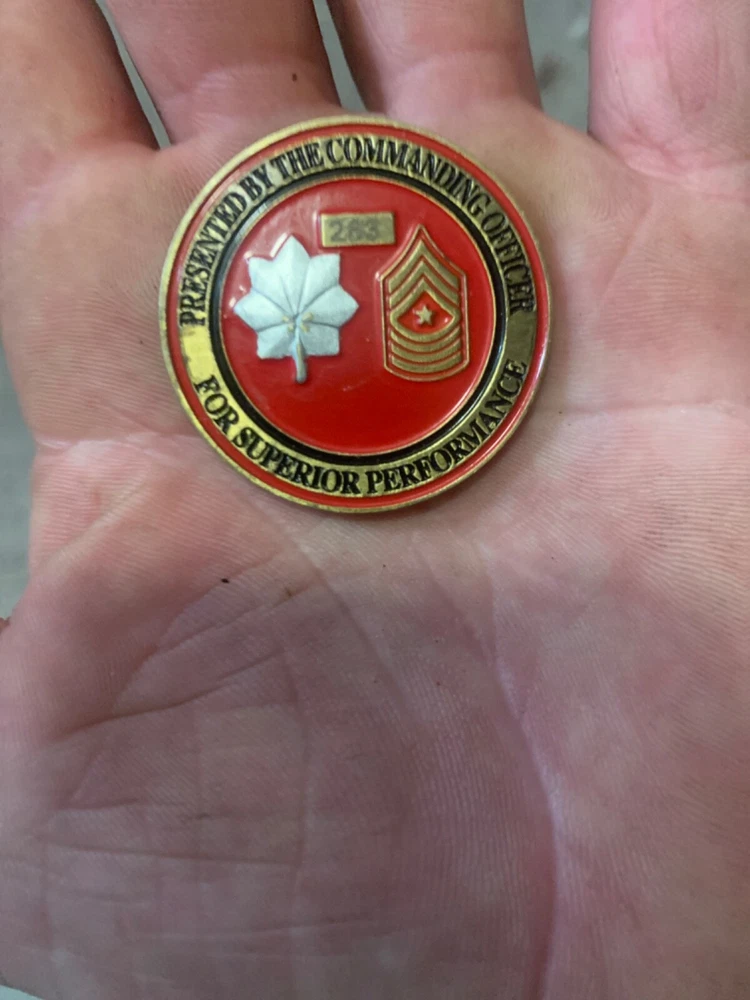 PRESENTED BY THE COMMANDING OFFICER
263
FOR SUPERIOR PERFORMANCE